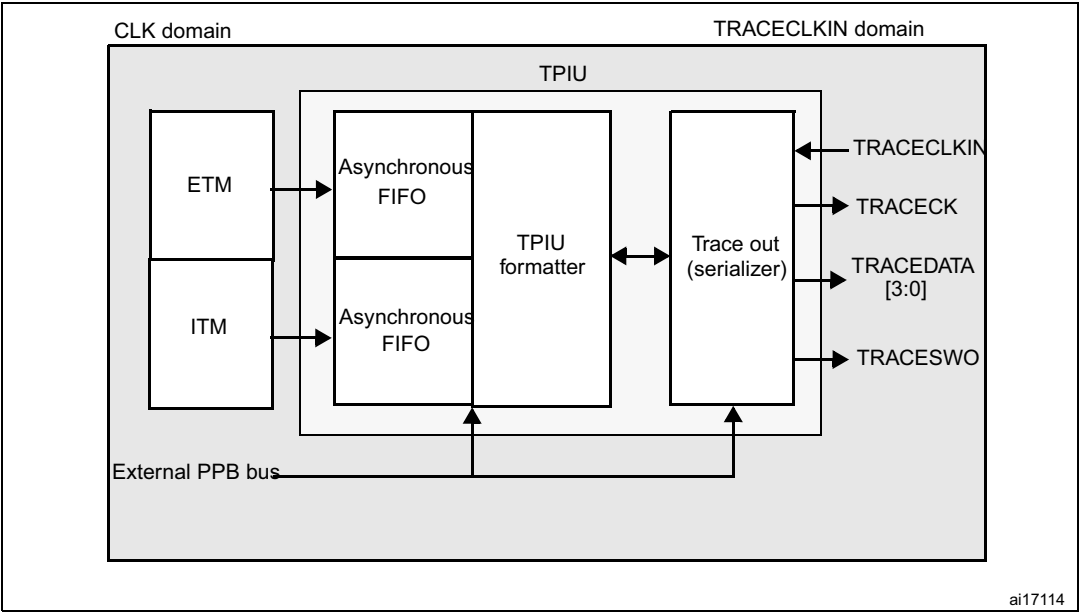 CLK domain
TRACECLKIN domain
TPIU
ETM
Asynchronous
FIFO
TPIU
formatter
Trace out
(serializer)
TRACECLKIN
TRACECK
TRACEDATA
[3:0]
TRACESWO
ITM
Asynchronous
FIFO
External PPB bus
ai17114